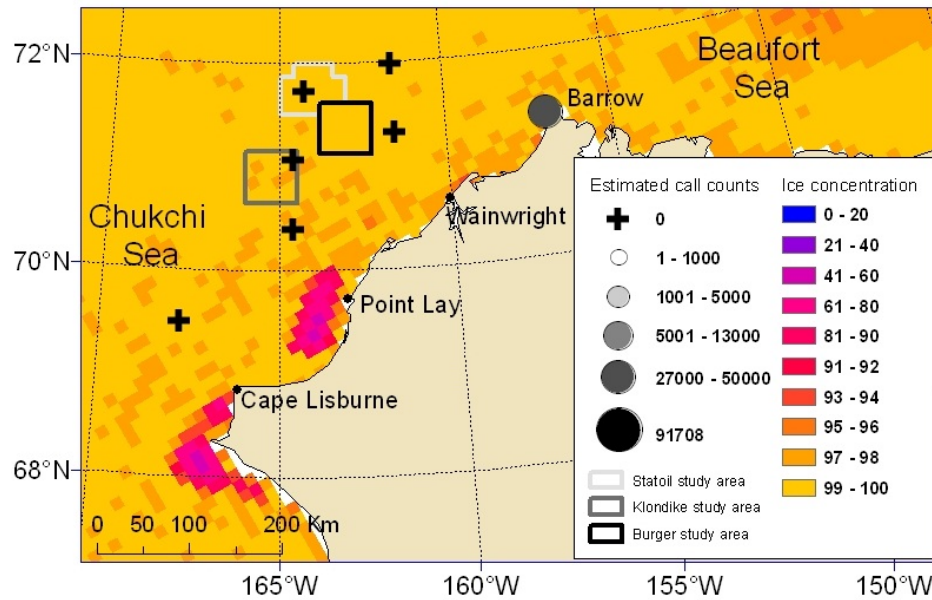 72°N
70°N
68°N
Beaufort
Sea
Barrow
Wainwright
Chukchi
Sea
Point Lay
Cape Lisburne
0 50 100 200 Km
165°W
160°W
155°W
150°W
Estimated call counts
0
1 - 1000
1001 - 5000
5001 - 13000
27000 - 50000
91708
Statoil study area
Klondike study area
Burger study area
Ice concentration
0 - 20
21 - 40
41 - 60
61 - 80
81 - 90
91 - 92
93 - 94
95 - 96
97 - 98
99 - 100